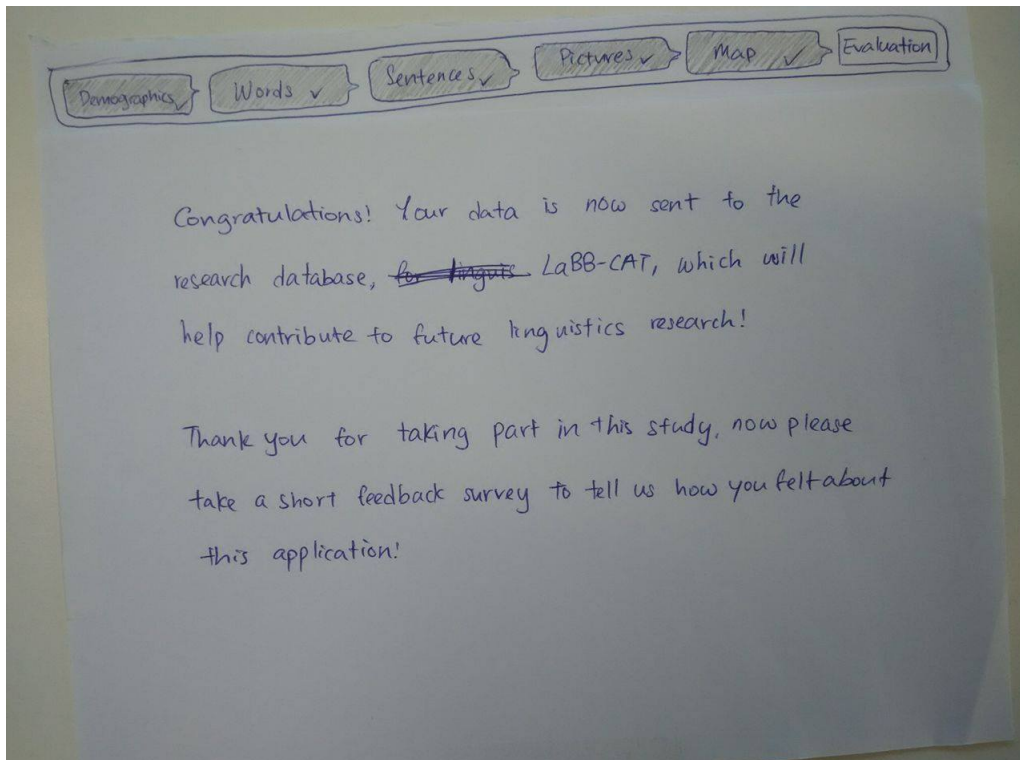 Demographics ✓ Words ✓ Sentences ✓ Pictures ✓ Map ✓ Evaluation
Congratulations! Your data is now sent to the
research database, for linguis LaBB-CAT, which will
help contribute to future linguistics research!
Thank you for taking part in this study, now please
take a short feedback survey to tell us how you felt about
this application!